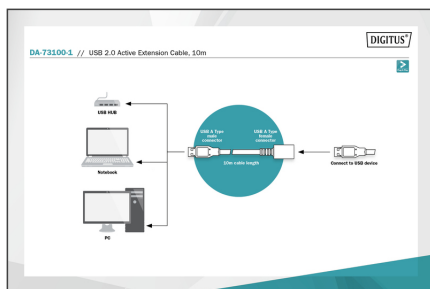 DIGITUS®
DA-73100-1 // USB 2.0 Active Extension Cable, 10m
USB HUB
USB A Type
male
connector
USB A Type
female
connector
10m cable length
Notebook
Connect to USB device
PC